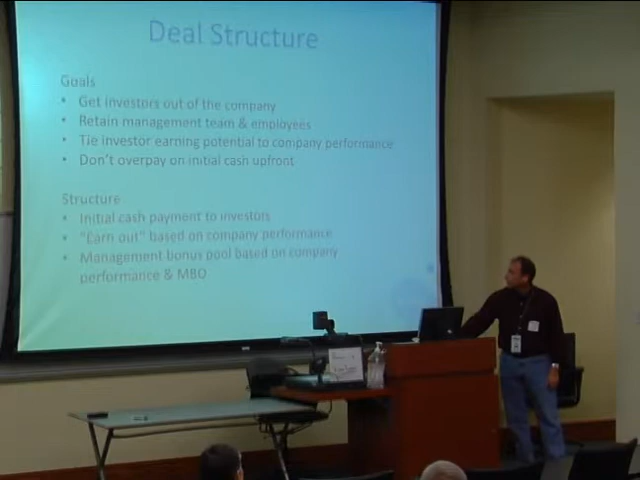 Deal Structure
Goals
• Get investors out of the company
• Retain management team & employees
• Tie investor earning potential to company performance
• Don't overpay on initial cash upfront
Structure
• Initial cash payment to investors
• "Earn out" based on company performance
• Management bonus pool based on company
performance & MBO